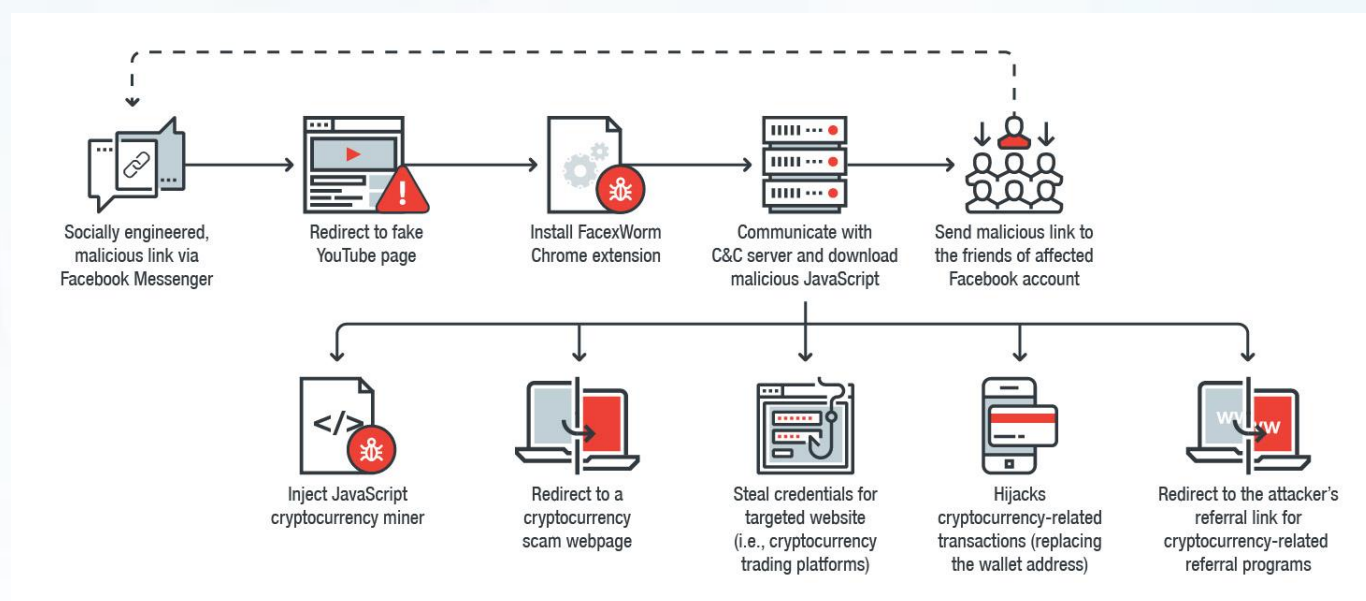 Socially engineered,
malicious link via
Facebook Messenger
Redirect to fake
YouTube page
Install FacexWorm
Chrome extension
Communicate with
C&C server and download
malicious JavaScript
Send malicious link to
the friends of affected
Facebook account
</>
Inject JavaScript
cryptocurrency miner
Redirect to a
cryptocurrency
scam webpage
Steal credentials for
targeted website
(i.e., cryptocurrency
trading platforms)
Hijacks
cryptocurrency-related
transactions (replacing
the wallet address)
Redirect to the attacker's
referral link for
cryptocurrency-related
referral programs